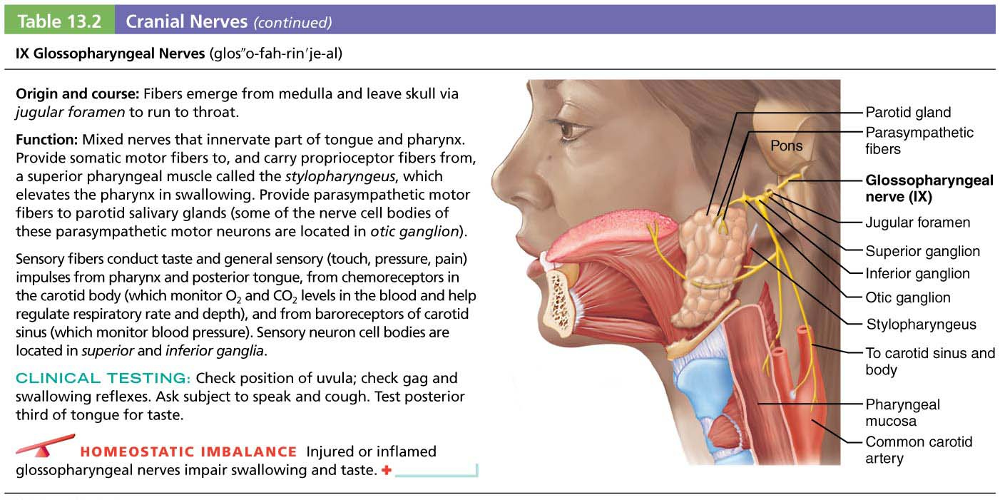 Table 13.2 Cranial Nerves (continued)
IX Glossopharyngeal Nerves (glos″o-fah-rin′je-al)
Origin and course: Fibers emerge from medulla and leave skull via
jugular foramen to run to throat.
Function: Mixed nerves that innervate part of tongue and pharynx.
Provide somatic motor fibers to, and carry proprioceptor fibers from,
a superior pharyngeal muscle called the stylopharyngeus, which
elevates the pharynx in swallowing. Provide parasympathetic motor
fibers to parotid salivary glands (some of the nerve cell bodies of
these parasympathetic motor neurons are located in otic ganglion).
Sensory fibers conduct taste and general sensory (touch, pressure, pain)
impulses from pharynx and posterior tongue, from chemoreceptors in
the carotid body (which monitor O₂ and CO₂ levels in the blood and help
regulate respiratory rate and depth), and from baroreceptors of carotid
sinus (which monitor blood pressure). Sensory neuron cell bodies are
located in superior and inferior ganglia.
CLINICAL TESTING: Check position of uvula; check gag and
swallowing reflexes. Ask subject to speak and cough. Test posterior
third of tongue for taste.
HOMEOSTATIC IMBALANCE Injured or inflamed
glossopharyngeal nerves impair swallowing and taste.
Pons
Parotid gland
Parasympathetic
fibers
Glossopharyngeal
nerve (IX)
Jugular foramen
Superior ganglion
Inferior ganglion
Otic ganglion
Stylopharyngeus
To carotid sinus and
body
Pharyngeal
mucosa
Common carotid
artery